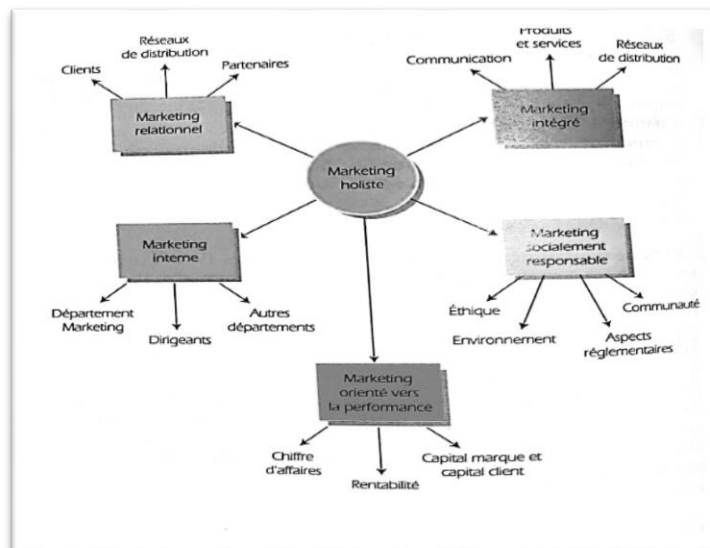 Réseaux
de distribution
Clients
Partenaires
Marketing
relationnel
Produits
et services
Communication
Réseaux
de distribution
Marketing
intégré
Marketing
holiste
Marketing
interne
Département
Marketing
Dirigeants
Autres
départements
Marketing
socialement
responsable
Éthique
Environnement
Aspects
réglementaires
Communauté
Marketing
orienté vers
la performance
Chiffre
d'affaires
Rentabilité
Capital marque et
capital client